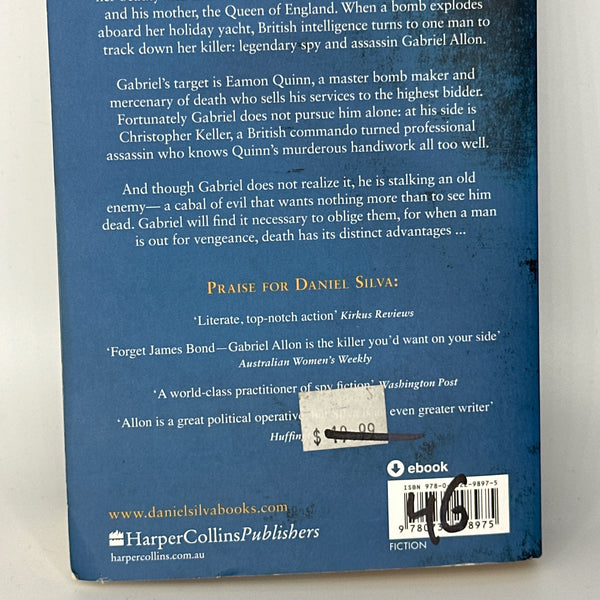 and his mother, the Queen of England. When a bomb explodes
aboard her holiday yacht, British intelligence turns to one man to
track down her killer: legendary spy and assassin Gabriel Allon.
Gabriel's target is Eamon Quinn, a master bomb maker and
mercenary of death who sells his services to the highest bidder.
Fortunately Gabriel does not pursue him alone: at his side is
Christopher Keller, a British commando turned professional
assassin who knows Quinn's murderous handiwork all too well.
And though Gabriel does not realize it, he is stalking an old
enemy— a cabal of evil that wants nothing more than to see him
dead. Gabriel will find it necessary to oblige them, for when a man
is out for vengeance, death has its distinct advantages ...
Praise for Daniel Silva:
'Literate, top-notch action' Kirkus Reviews
'Forget James Bond—Gabriel Allon is the killer you'd want on your side'
Australian Women's Weekly
'A world-class practitioner of spy fiction' Washington Post
'Allon is a great political operative even greater writer'
$
ebook
ISBN 978-0 9897-5
46
9 780 8975
FICTION
www.danielsilvabooks.com
HarperCollinsPublishers
harpercollins.com.au